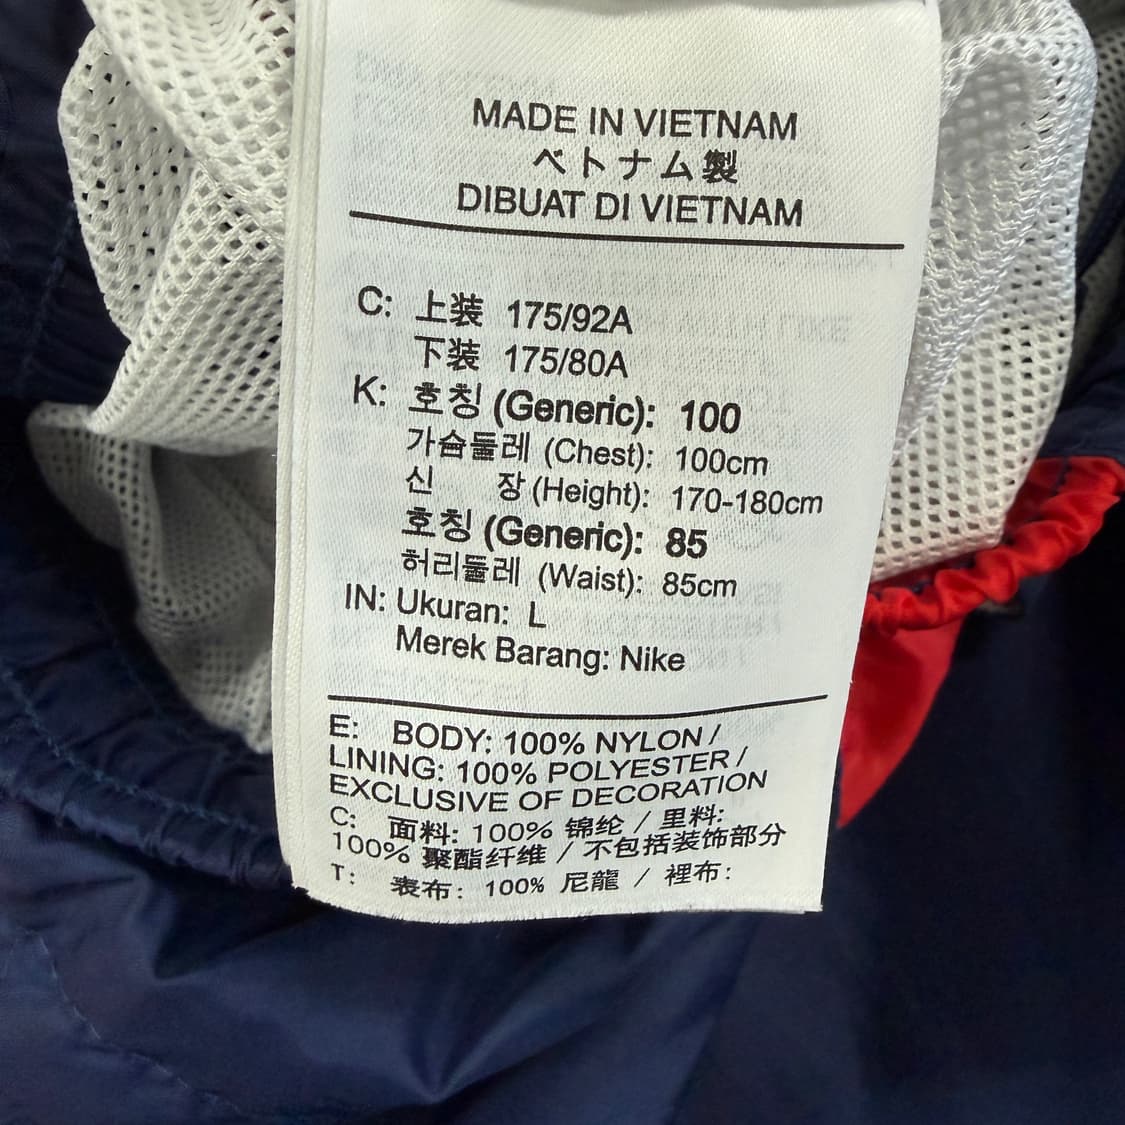 MADE IN VIETNAM
ベトナム製
DIBUAT DI VIETNAM
C: 上装 175/92A
下装 175/80A
K: 호칭 (Generic): 100
가슴둘레 (Chest): 100cm
신 장 (Height): 170-180cm
호칭 (Generic): 85
허리둘레 (Waist): 85cm
IN: Ukuran: L
Merek Barang: Nike
E: BODY: 100% NYLON /
LINING: 100% POLYESTER /
EXCLUSIVE OF DECORATION
C: 面料: 100% 锦纶 / 里料:
100% 聚酯纤维 / 不包括装饰部分
T: 表布: 100% 尼龍 / 裡布: